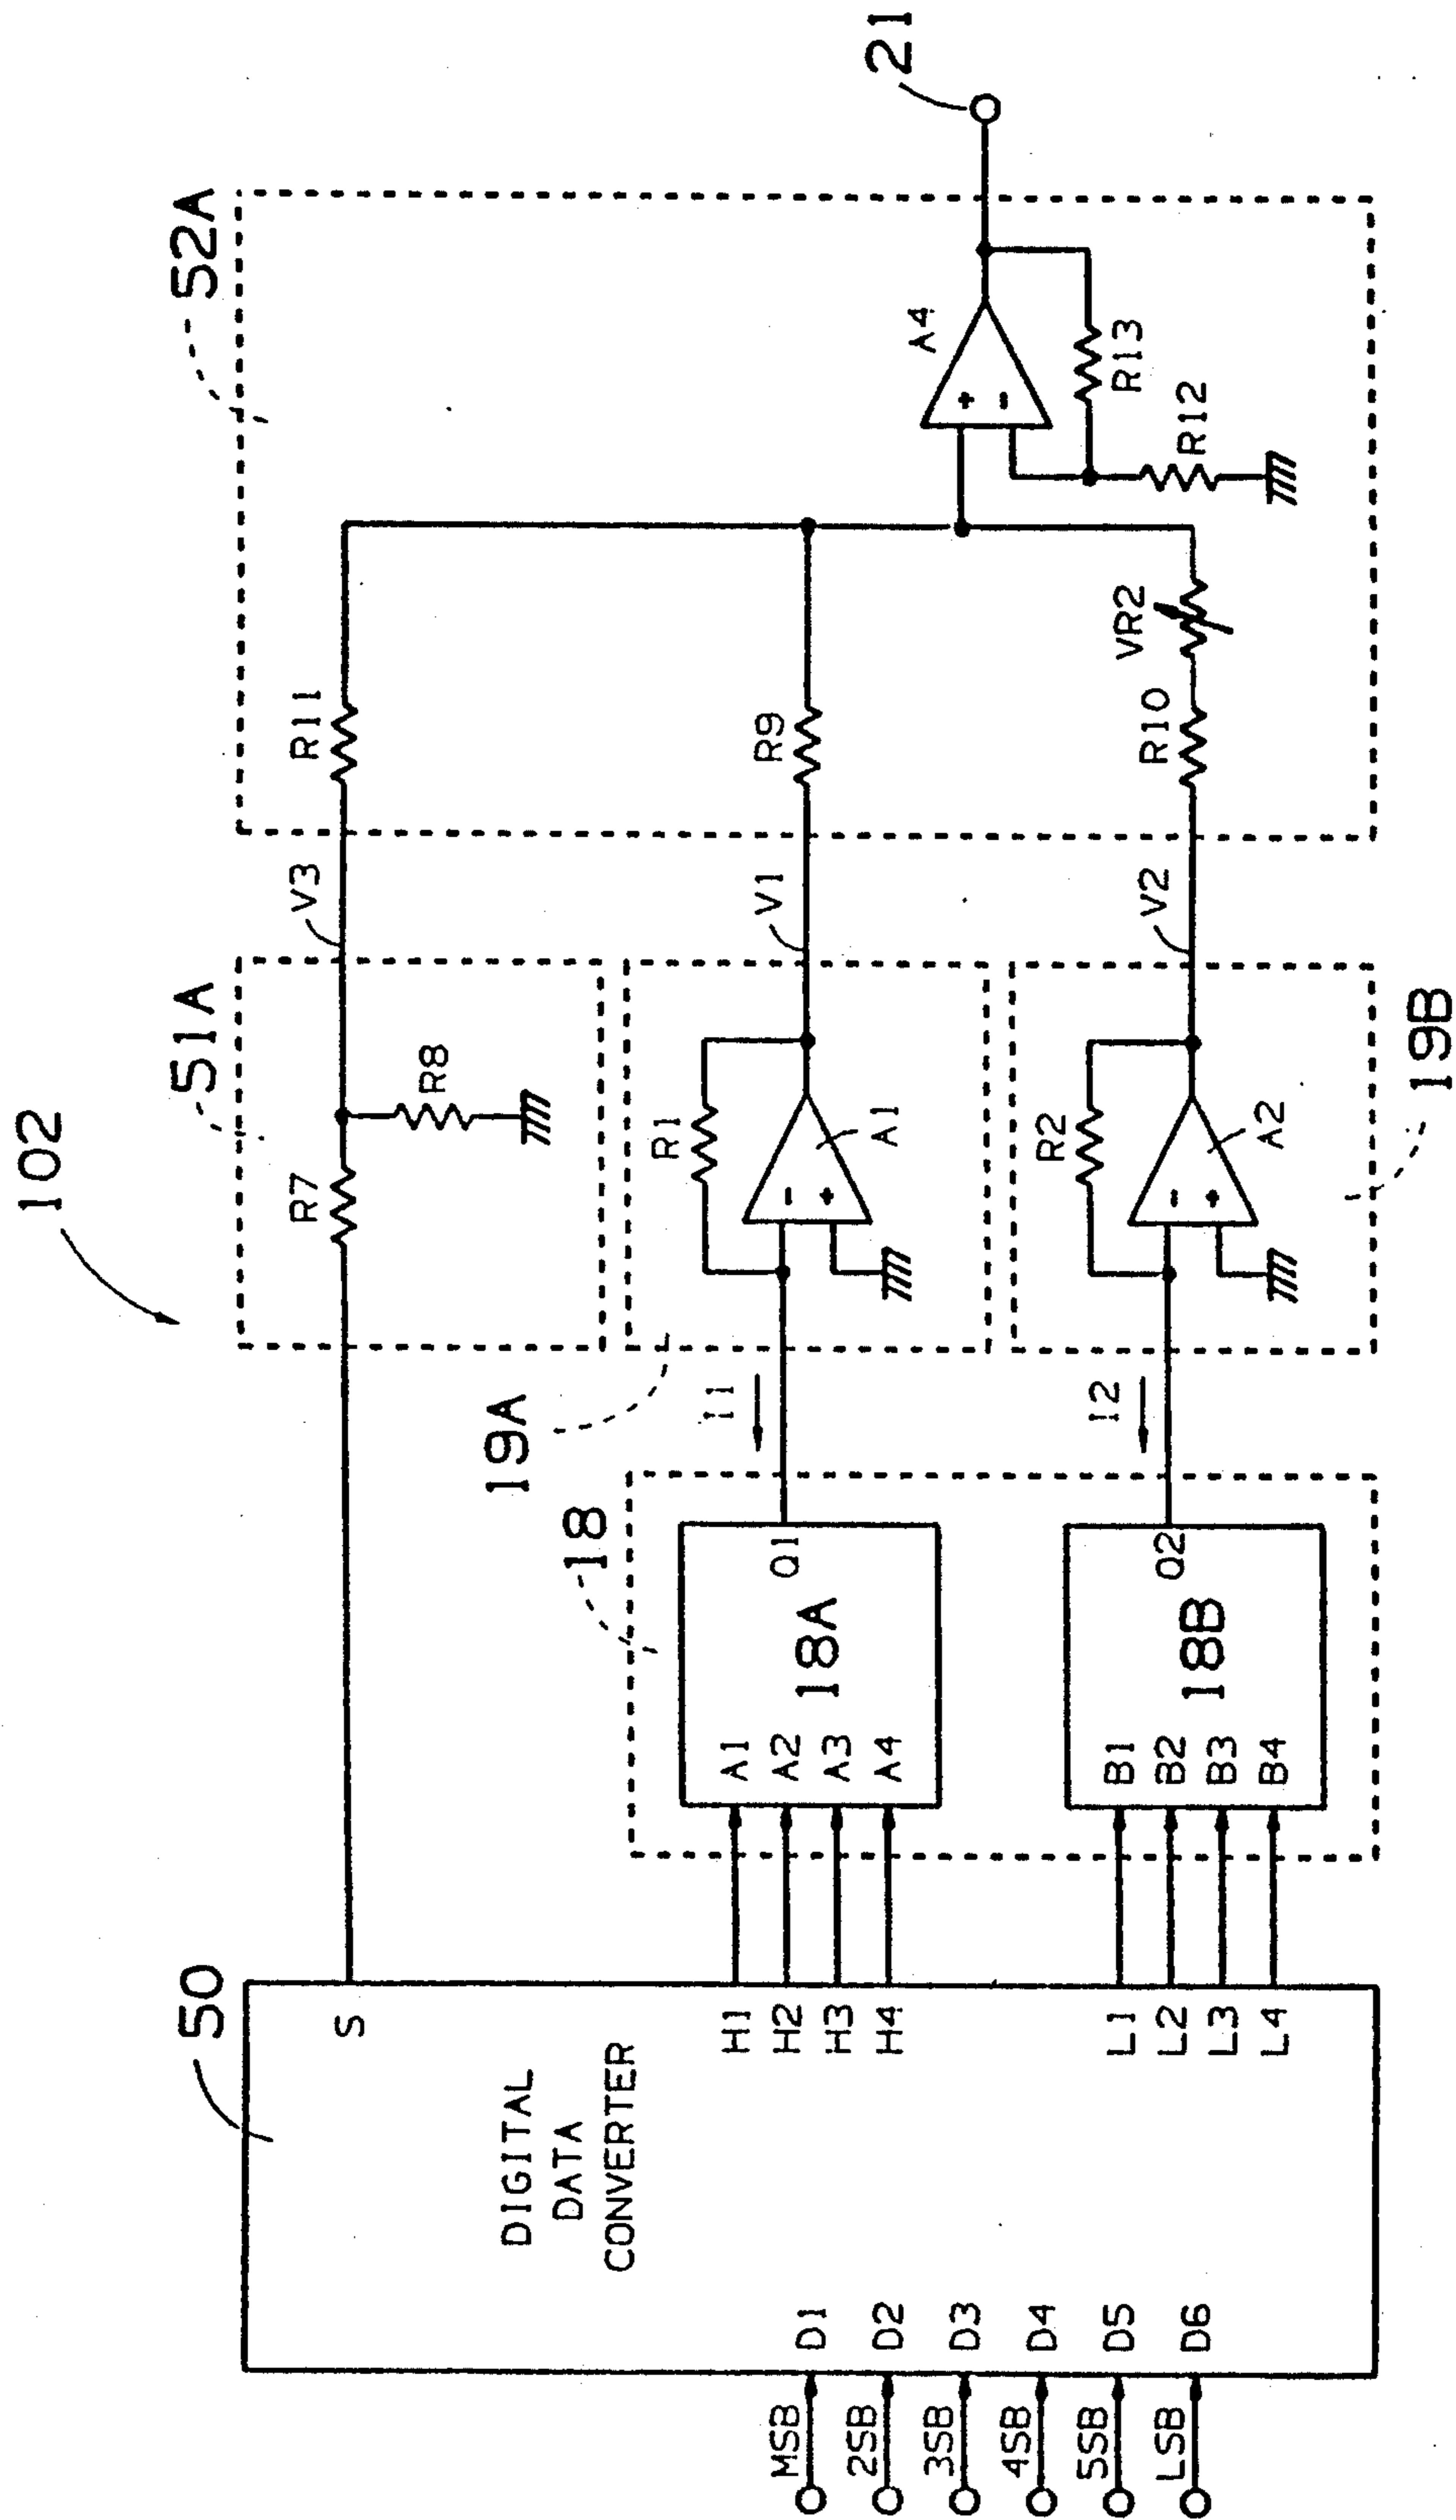 102
50
DIGITAL
DATA
CONVERTER
MSB
2SB
3SB
4SB
5SB
LSB
D1
D2
D3
D4
D5
D6
S
H1
H2
H3
H4
L1
L2
L3
L4
18
A1
A2
A3
A4
18A
O1
B1
B2
B3
B4
18B
O2
I1
I2
19A
51A
R7
R8
R1
A1
R2
A2
19B
V3
V1
V2
52A
R11
R9
R10
VR2
A4
+
-
-
+
-
+
R13
R12
21